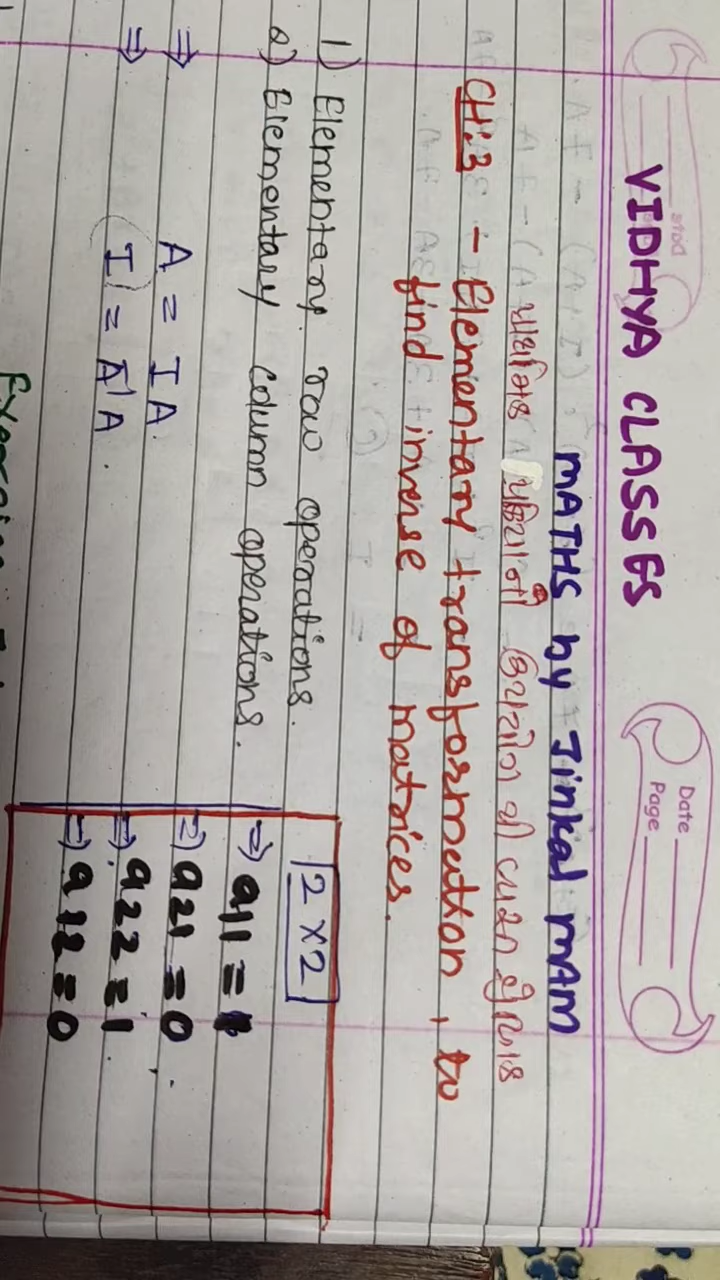 Date
Page
VIDHYA CLASSES
MATHS by Jinkal MAM
CH:3 - Elementary transformation, to
find inverse of matrices.
1) Elementary row operations.
2) Elementary column operations.
⇒ A = IA.
⇒ I = A⁻¹A.
2×2
⇒ a11 = 1
⇒ a21 = 0
⇒ a22 = 1
⇒ a12 = 0